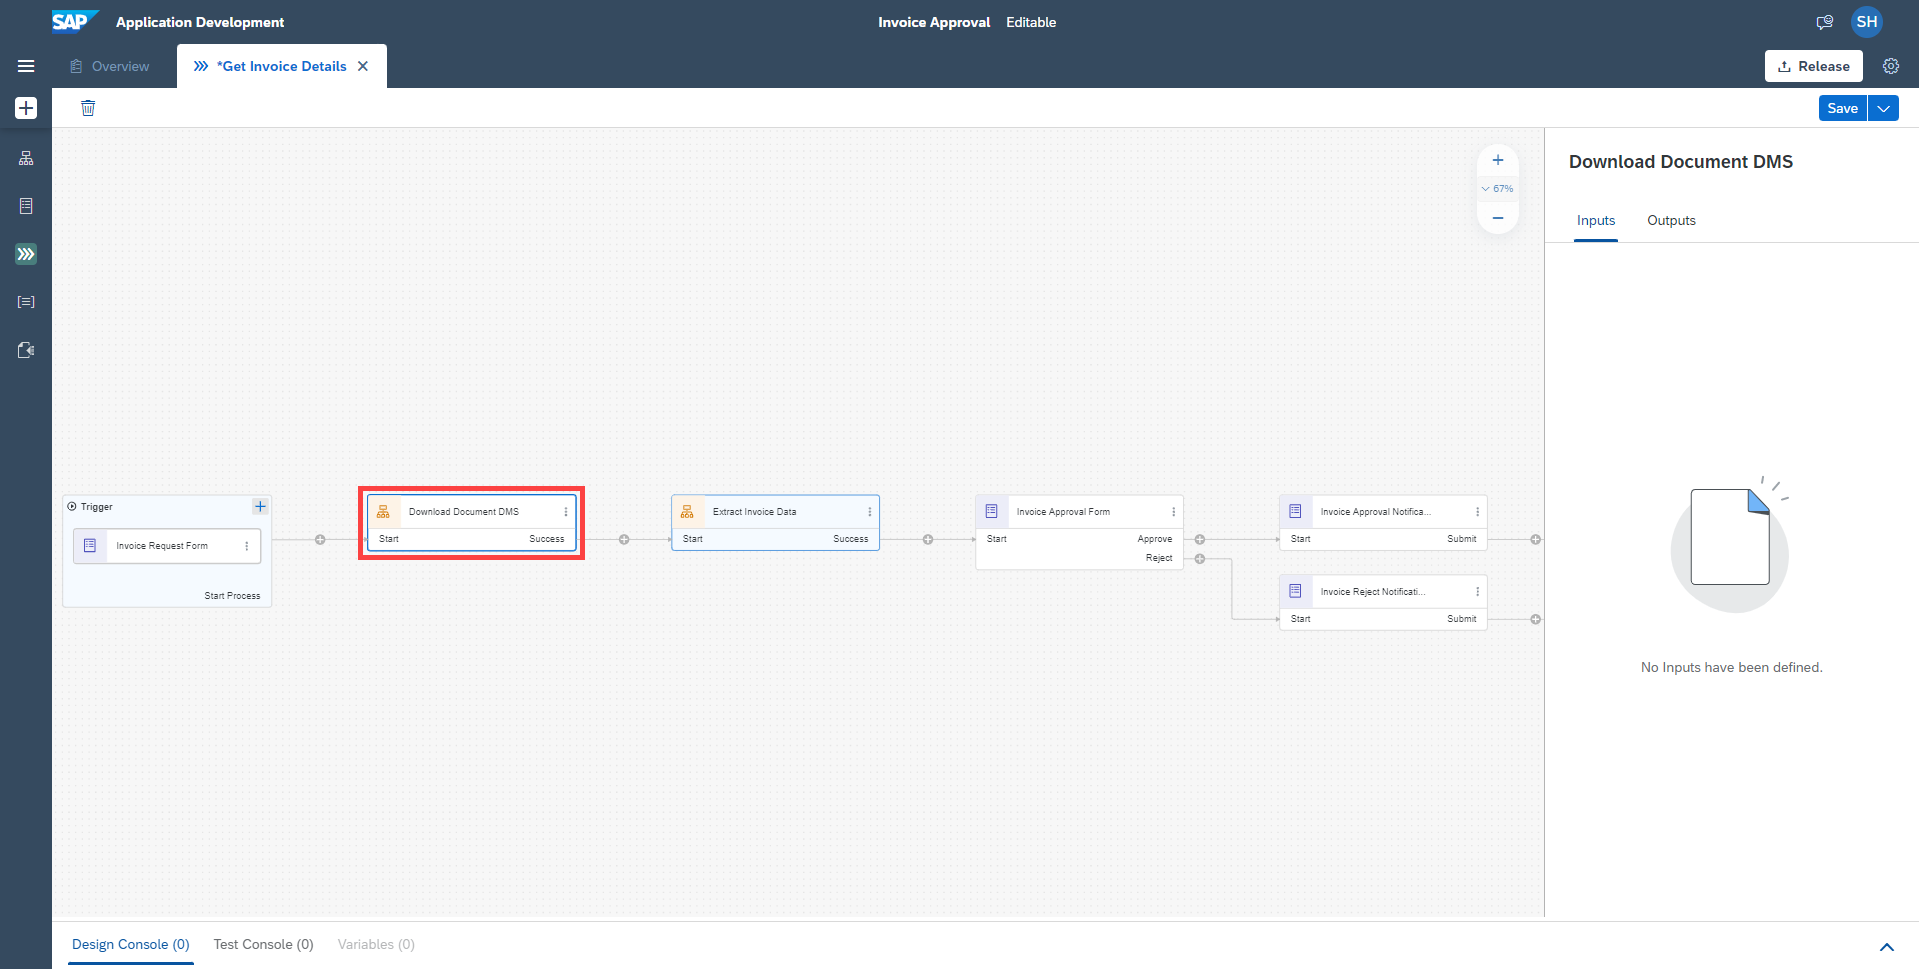 SAP Application Development
Invoice Approval Editable
SH
Overview
*Get Invoice Details
Release
Save
67%
Download Document DMS
Inputs Outputs
No Inputs have been defined.
Trigger
Invoice Request Form
Start Process
Download Document DMS
Start Success
Extract Invoice Data
Start Success
Invoice Approval Form
Start Approve
Reject
Invoice Approval Notifica...
Start Submit
Invoice Reject Notificati...
Start Submit
Design Console (0) Test Console (0) Variables (0)